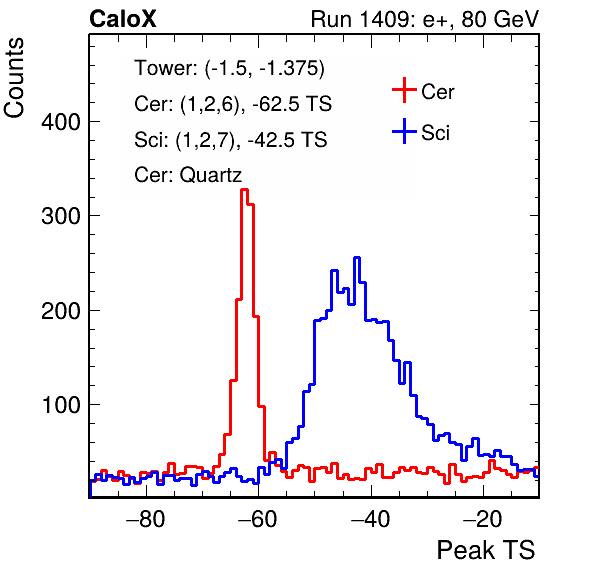 CaloX Run 1409: e+, 80 GeV
Counts
Tower: (-1.5, -1.375)
Cer: (1,2,6), -62.5 TS
Sci: (1,2,7), -42.5 TS
Cer: Quartz
Cer
Sci
400
300
200
100
−80 −60 −40 −20
Peak TS